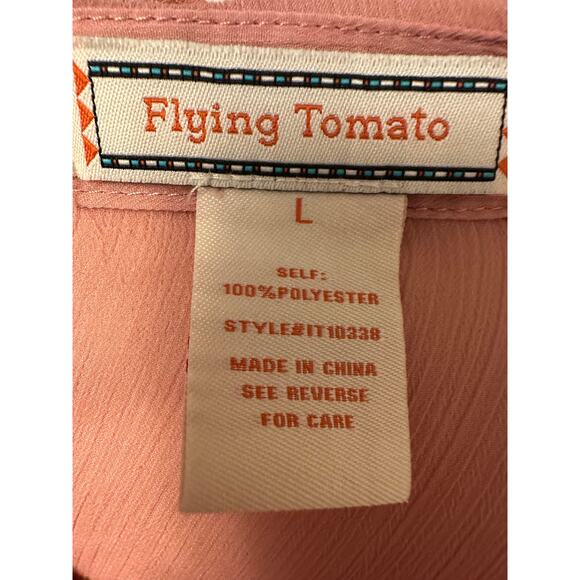 Flying Tomato
L
SELF:
100%POLYESTER
STYLE#IT10338
MADE IN CHINA
SEE REVERSE
FOR CARE